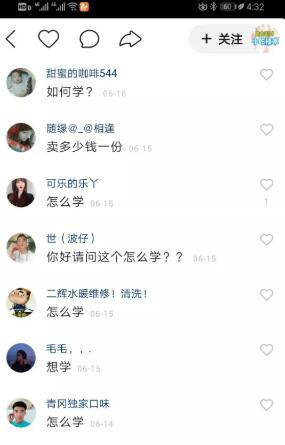 4:32
+ 关注
甜蜜的咖啡544
如何学? 06-16
随缘@_@相逢
卖多少钱一份 06-15
可乐的乐丫
怎么学 06-15
1
世（波仔）
你好请问这个怎么学? ? 06-15
二辉水暖维修！清洗！
怎么学 06-15
毛毛，, .
想学 06-15
青冈独家口味
怎么学 06-14